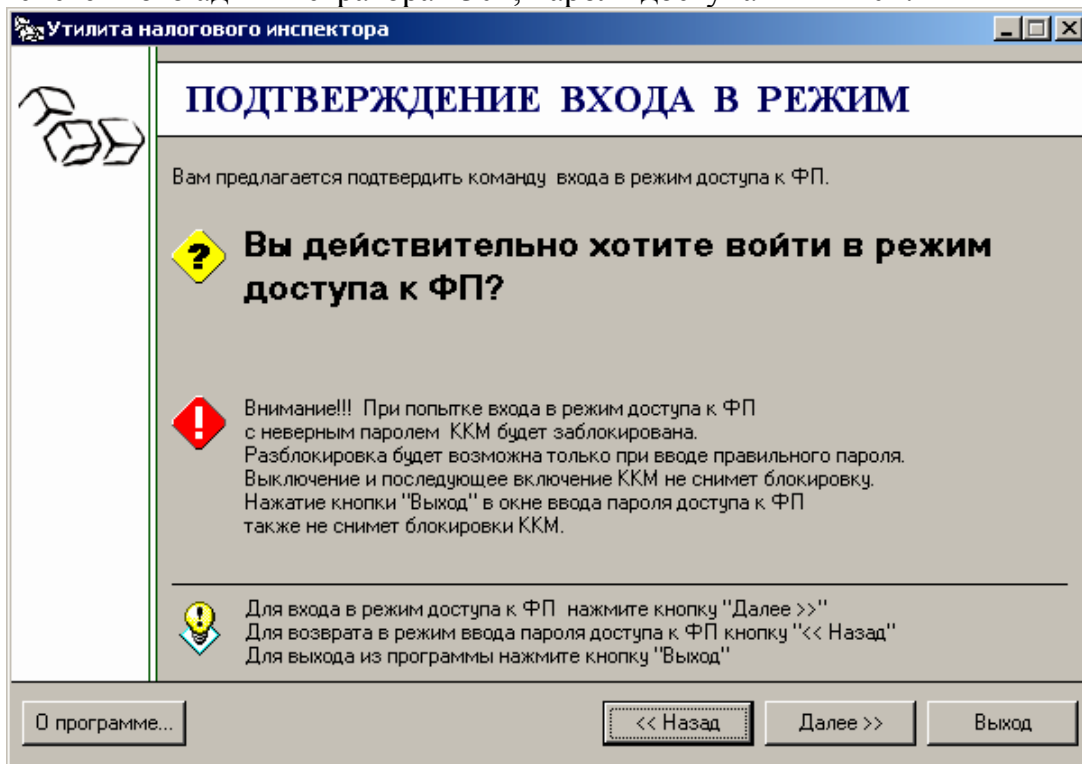 Утилита налогового инспектора
ПОДТВЕРЖДЕНИЕ ВХОДА В РЕЖИМ
Вам предлагается подтвердить команду входа в режим доступа к ФП.
Вы действительно хотите войти в режим
доступа к ФП?
Внимание!!! При попытке входа в режим доступа к ФП
с неверным паролем ККМ будет заблокирована.
Разблокировка будет возможна только при вводе правильного пароля.
Выключение и последующее включение ККМ не снимет блокировку.
Нажатие кнопки "Выход" в окне ввода пароля доступа к ФП
также не снимет блокировки ККМ.
Для входа в режим доступа к ФП нажмите кнопку "Далее >>"
Для возврата в режим ввода пароля доступа к ФП кнопку "<< Назад"
Для выхода из программы нажмите кнопку "Выход"
О программе... << Назад Далее >> Выход